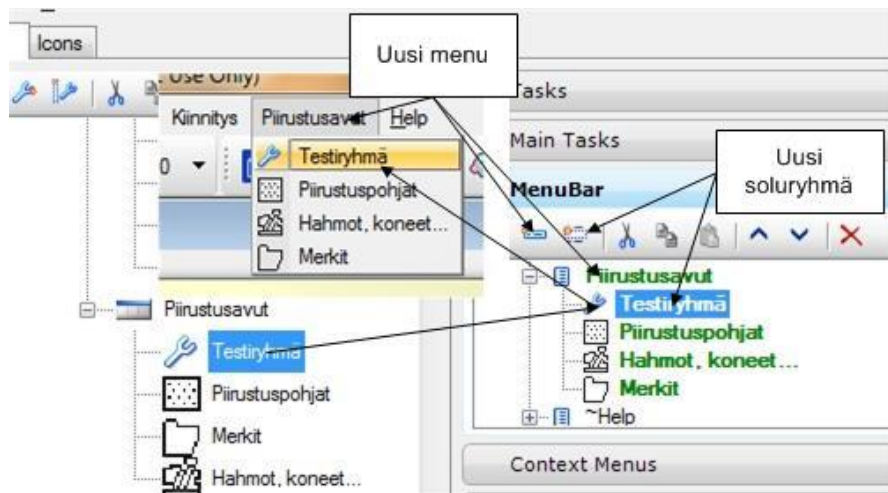 Icons
Uusi menu
Use Only)
Tasks
Kiinnitys Piirustusavut Help
Main Tasks
0
Testiryhmä
Uusi
soluryhmä
Piirustuspohjat
MenuBar
Hahmot, koneet...
Merkit
Piirustusavut
Testiryhmä
Piirustuspohjat
Hahmot, koneet...
Merkit
~Help
Piirustusavut
Testiryhmä
Piirustuspohjat
Merkit
Hahmot, koneet...
Context Menus